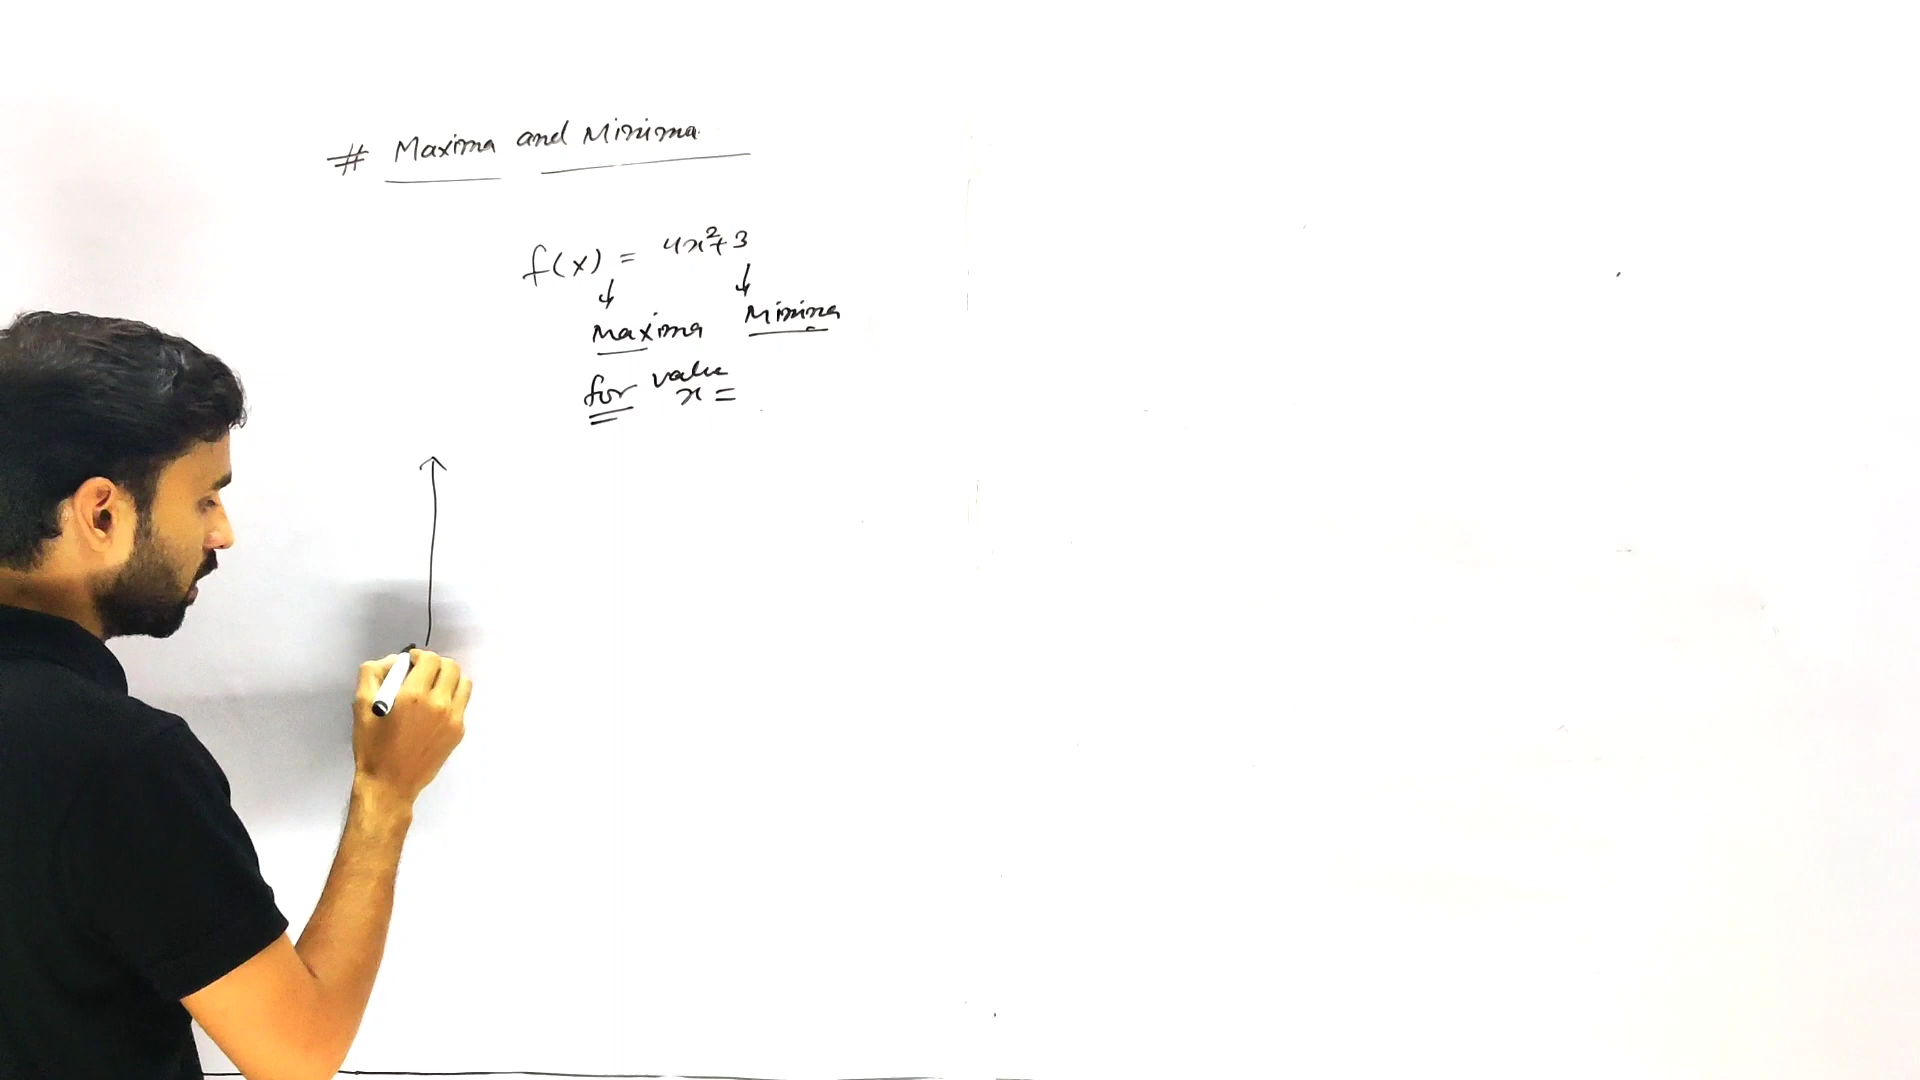 # Maxima and Minima
f(x) = 4x²+3
↓ ↓
Maxima Minima
for value
x =